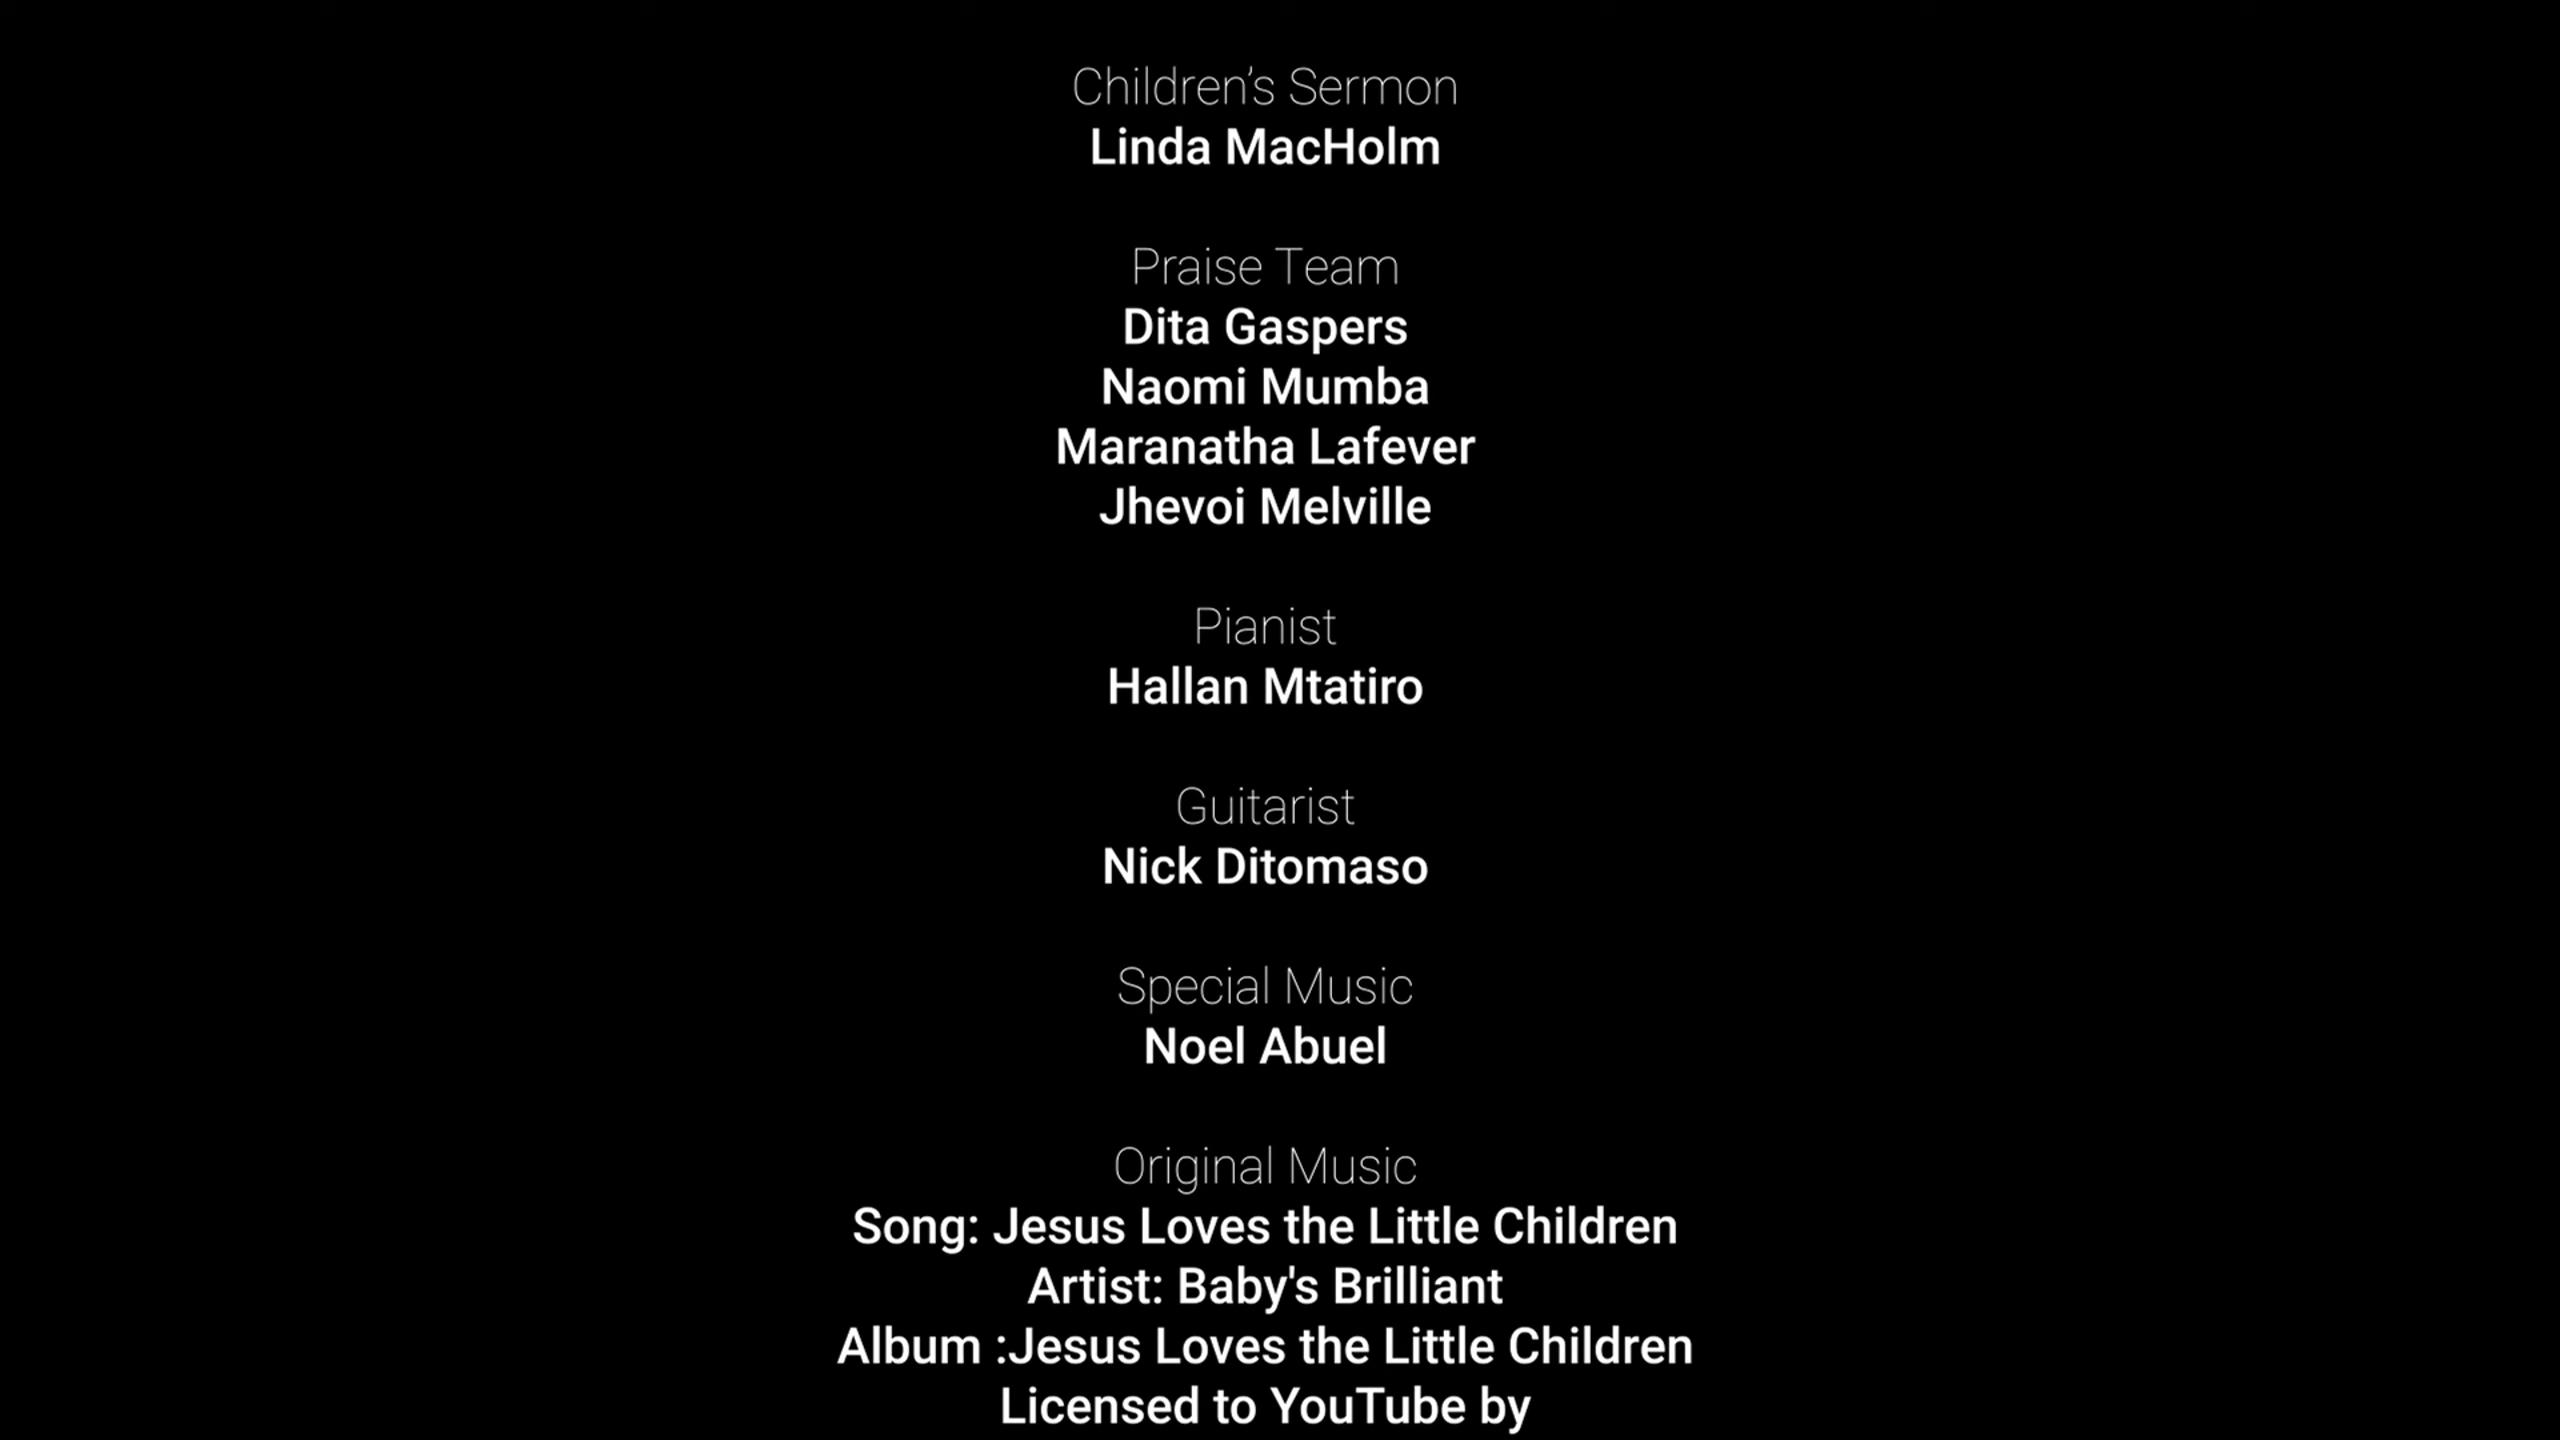 Children’s Sermon
Linda MacHolm
Praise Team
Dita Gaspers
Naomi Mumba
Maranatha Lafever
Jhevoi Melville
Pianist
Hallan Mtatiro
Guitarist
Nick Ditomaso
Special Music
Noel Abuel
Original Music
Song: Jesus Loves the Little Children
Artist: Baby's Brilliant
Album :Jesus Loves the Little Children
Licensed to YouTube by